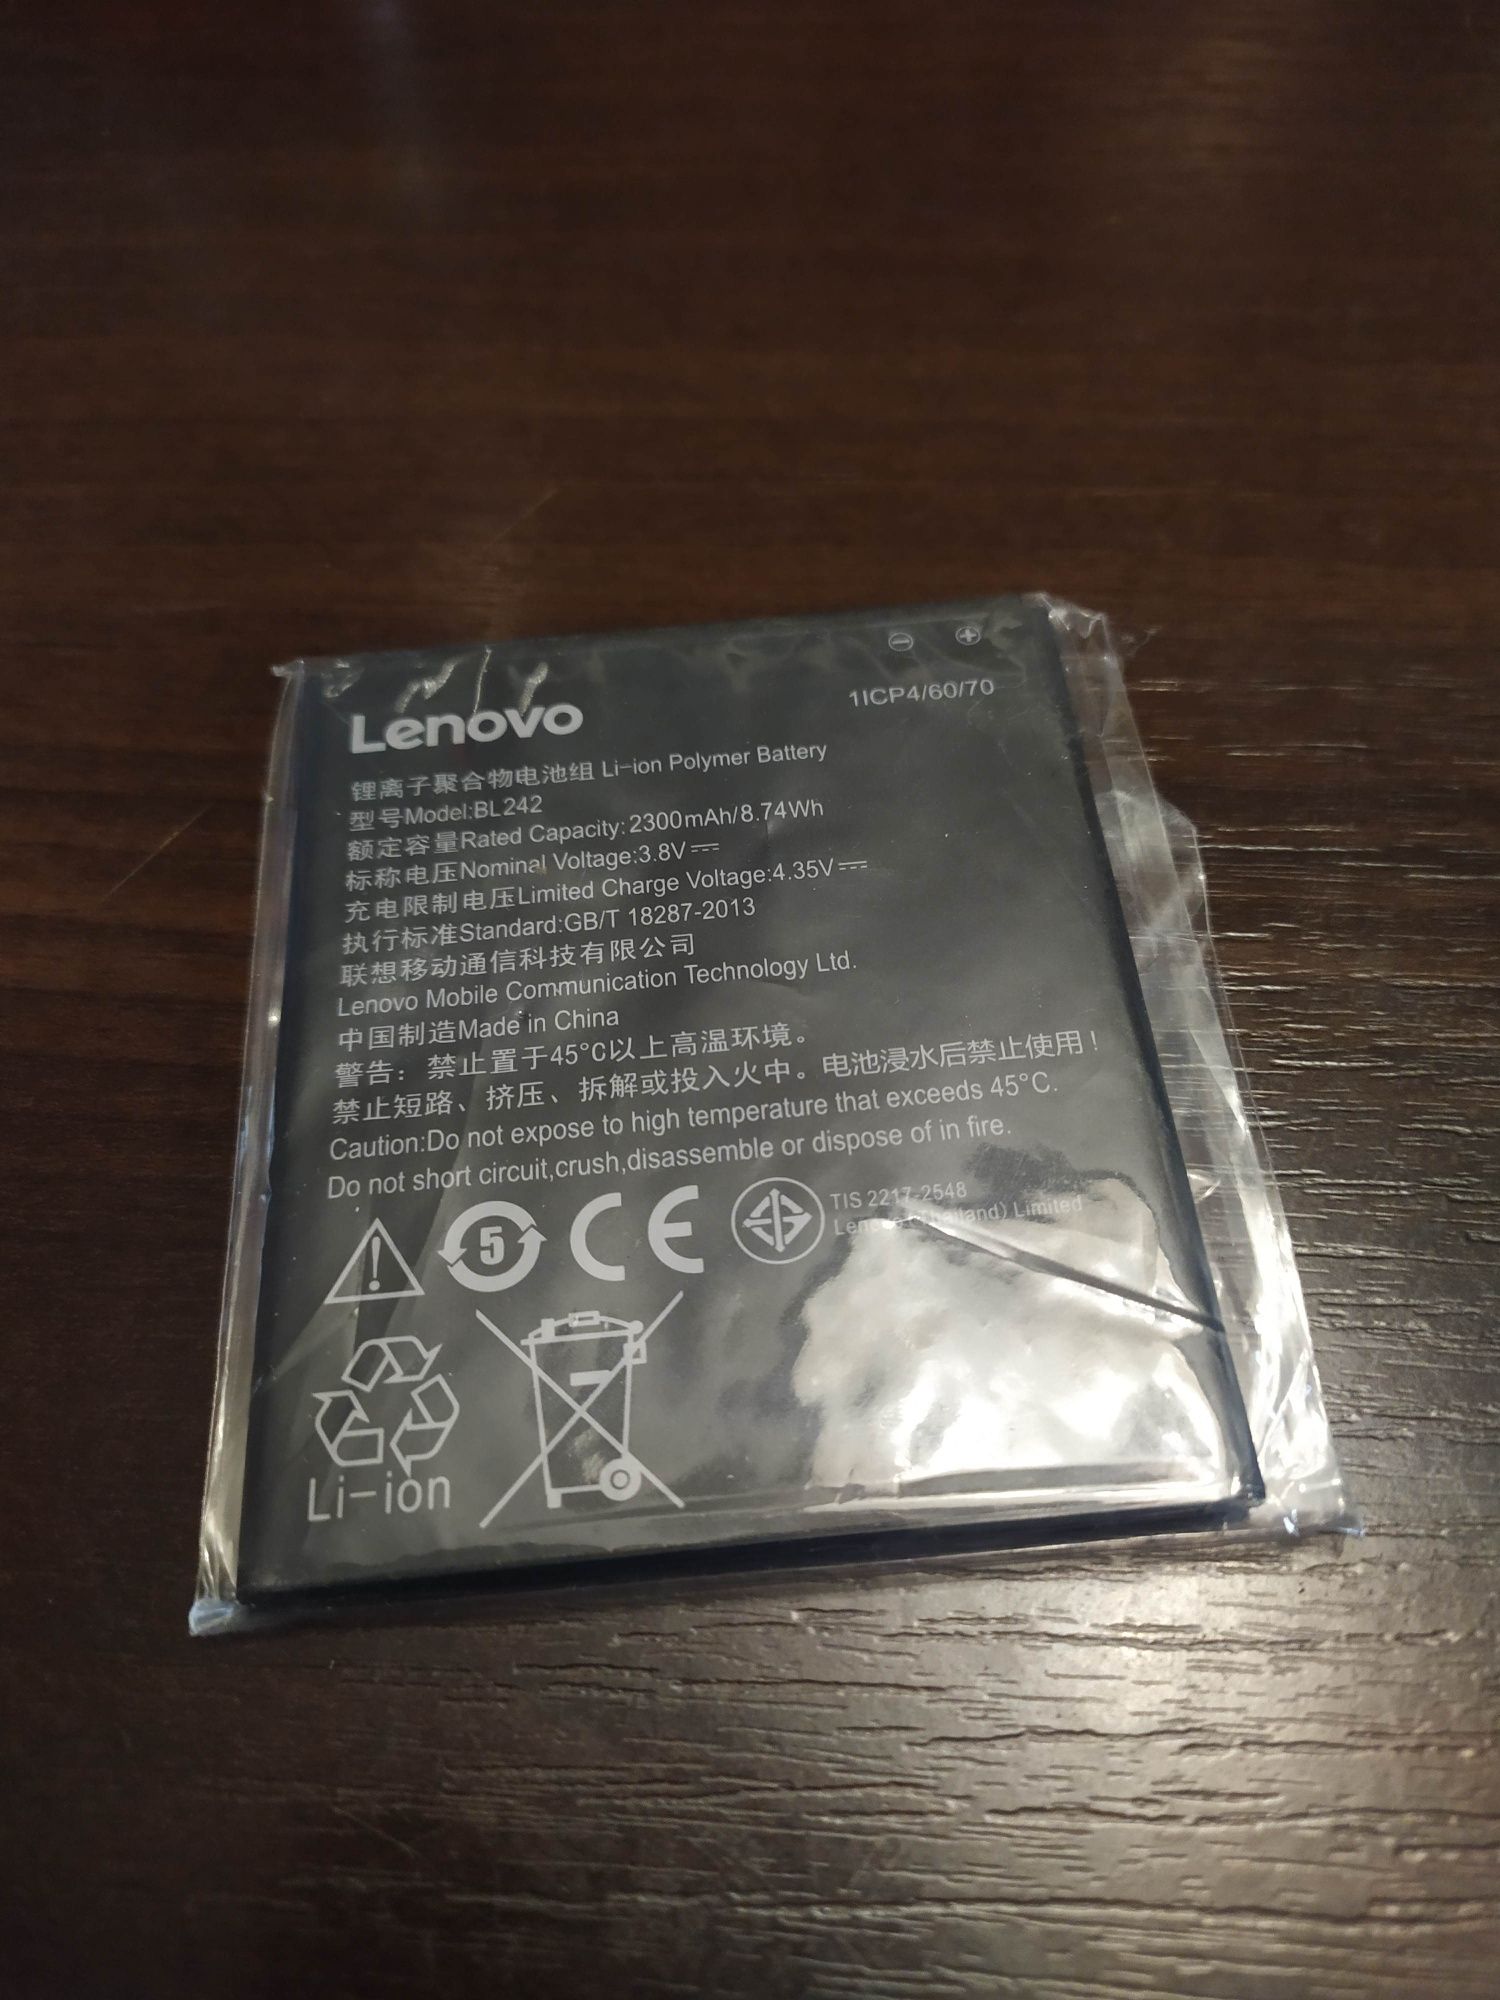 ⊖ ⊕
1ICP4/60/70
Lenovo
锂离子聚合物电池组 Li-ion Polymer Battery
型号Model:BL242
额定容量Rated Capacity:2300mAh/8.74Wh
标称电压Nominal Voltage:3.8V⎓
充电限制电压Limited Charge Voltage:4.35V⎓
执行标准Standard:GB/T 18287-2013
联想移动通信科技有限公司
Lenovo Mobile Communication Technology Ltd.
中国制造Made in China
警告：禁止置于45°C以上高温环境。
禁止短路、挤压、拆解或投入火中。电池浸水后禁止使用！
Caution:Do not expose to high temperature that exceeds 45°C.
Do not short circuit,crush,disassemble or dispose of in fire.
5
CE
TIS 2217-2548
Lenovo (Thailand) Limited
Li-ion